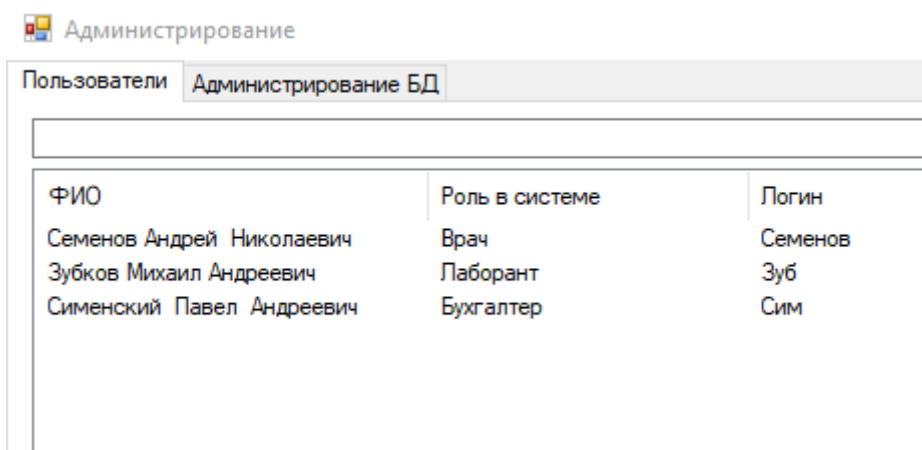 Администрирование
Пользователи Администрирование БД
ФИО Роль в системе Логин
Семенов Андрей Николаевич Врач Семенов
Зубков Михаил Андреевич Лаборант Зуб
Сименский Павел Андреевич Бухгалтер Сим